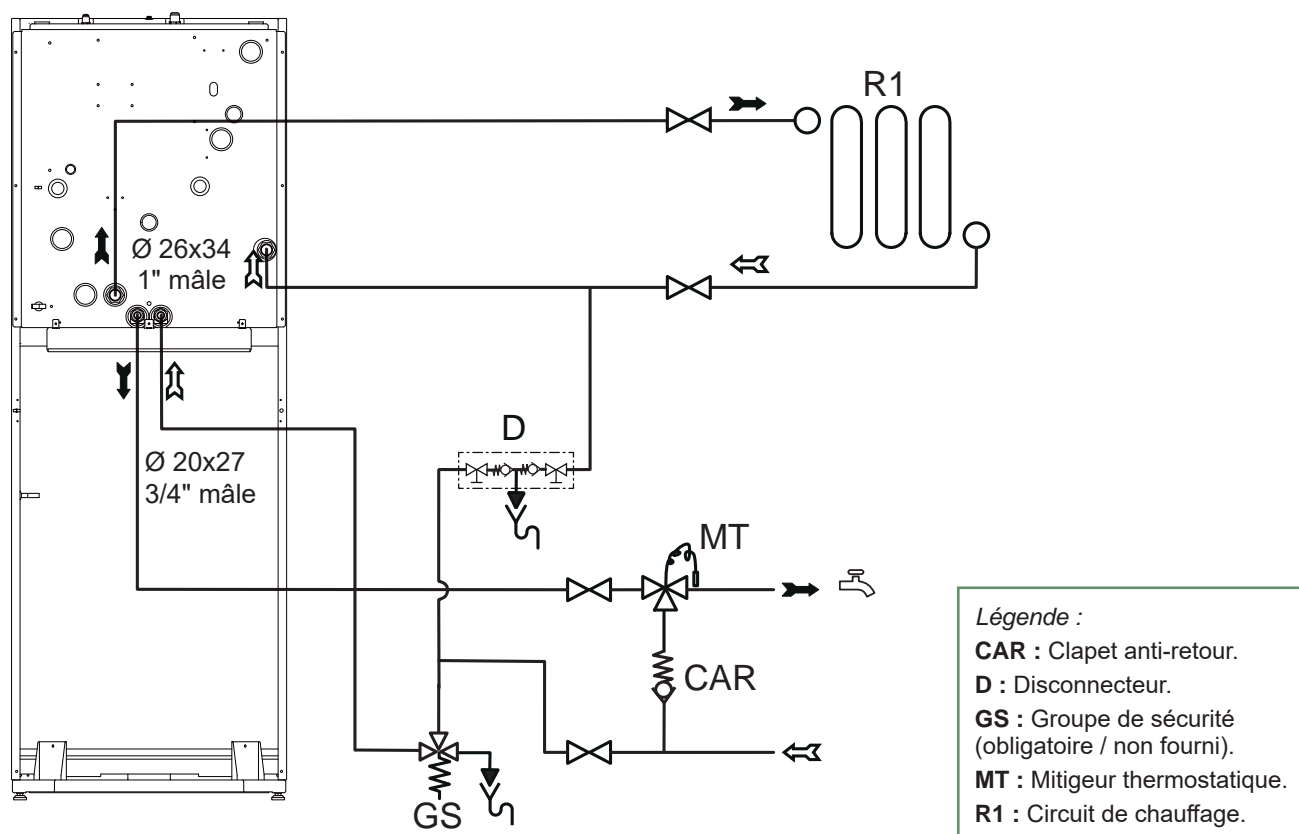 R1
Ø 26x34
1" mâle
D
Ø 20x27
3/4" mâle
MT
CAR
GS
Légende :
CAR : Clapet anti-retour.
D : Disconnecteur.
GS : Groupe de sécurité
(obligatoire / non fourni).
MT : Mitigeur thermostatique.
R1 : Circuit de chauffage.